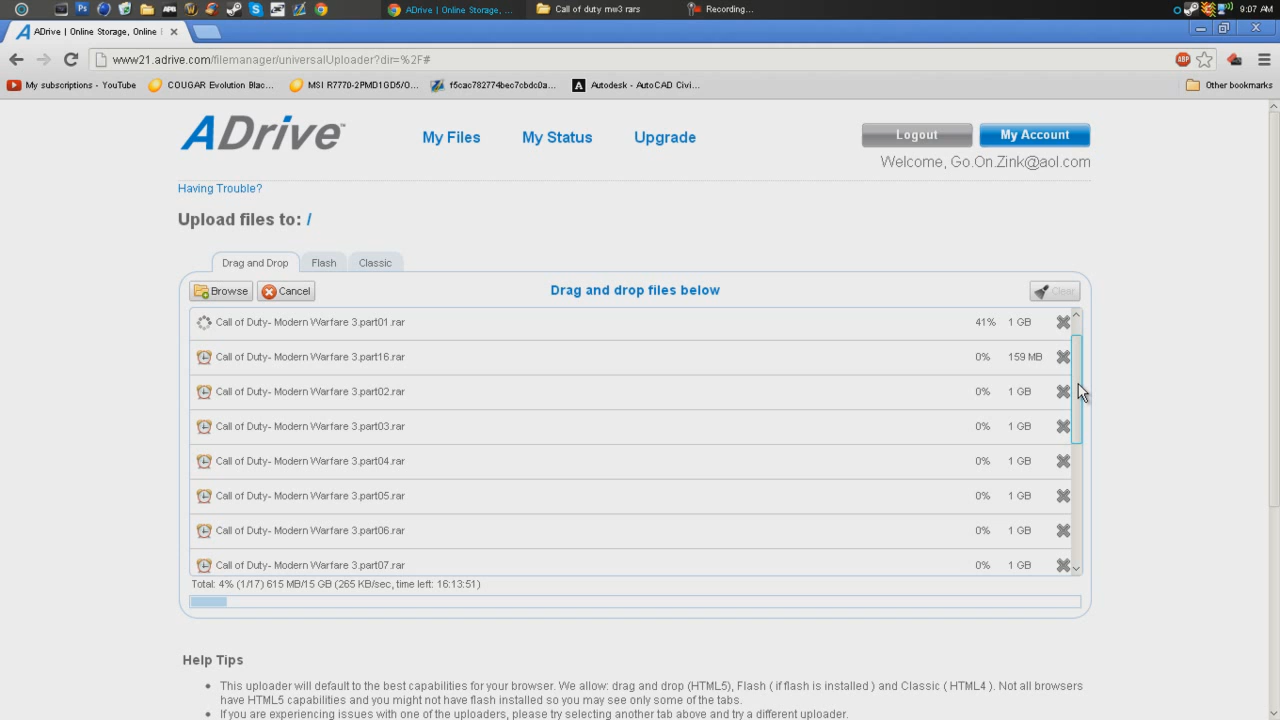 ADrive | Online Storage, ...
Call of duty mw3 rars
Recording...
9:07 AM
ADrive | Online Storage, Online
www21.adrive.com/filemanager/universalUploader?dir=%2F#
ABP
My subscriptions - YouTube
COUGAR Evolution Blac...
MSI R7770-2PMD1GD5/O...
f5cac782774bec7cbdc0a...
Autodesk - AutoCAD Civi...
Other bookmarks
ADrive
My Files
My Status
Upgrade
Logout
My Account
Welcome, Go.On.Zink@aol.com
Having Trouble?
Upload files to: /
Drag and Drop
Flash
Classic
Browse
Cancel
Drag and drop files below
Clear
Call of Duty- Modern Warfare 3.part01.rar 41% 1 GB
Call of Duty- Modern Warfare 3.part16.rar 0% 159 MB
Call of Duty- Modern Warfare 3.part02.rar 0% 1 GB
Call of Duty- Modern Warfare 3.part03.rar 0% 1 GB
Call of Duty- Modern Warfare 3.part04.rar 0% 1 GB
Call of Duty- Modern Warfare 3.part05.rar 0% 1 GB
Call of Duty- Modern Warfare 3.part06.rar 0% 1 GB
Call of Duty- Modern Warfare 3.part07.rar 0% 1 GB
Total: 4% (1/17) 615 MB/15 GB (265 KB/sec, time left: 16:13:51)
Help Tips
This uploader will default to the best capabilities for your browser. We allow: drag and drop (HTML5), Flash ( if flash is installed ) and Classic ( HTML4 ). Not all browsers
have HTML5 capabilities and you might not have flash installed so you may see only some of the tabs.
If you are experiencing issues with one of the uploaders, please try selecting another tab above and try a different uploader.